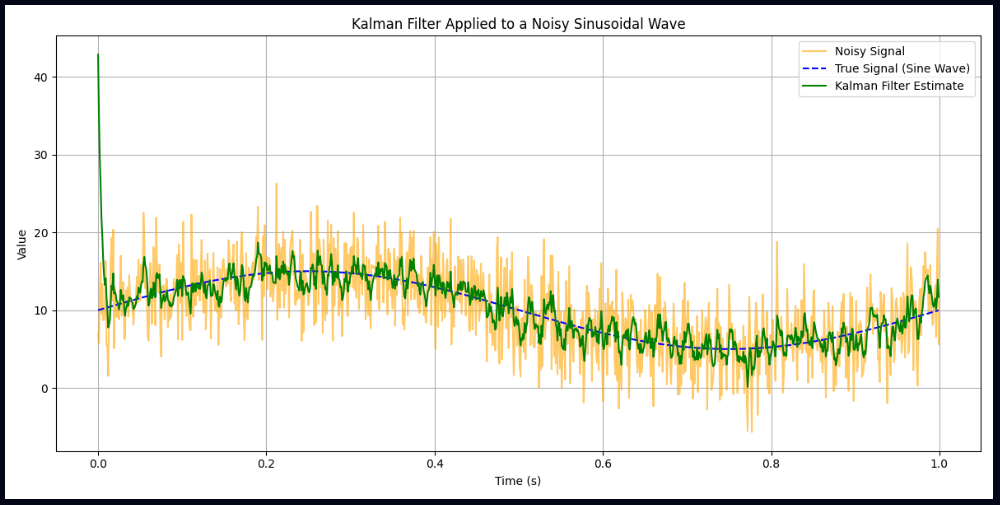 Kalman Filter Applied to a Noisy Sinusoidal Wave
Noisy Signal
True Signal (Sine Wave)
Kalman Filter Estimate
Value
40
30
20
10
0
0.0 0.2 0.4 0.6 0.8 1.0
Time (s)